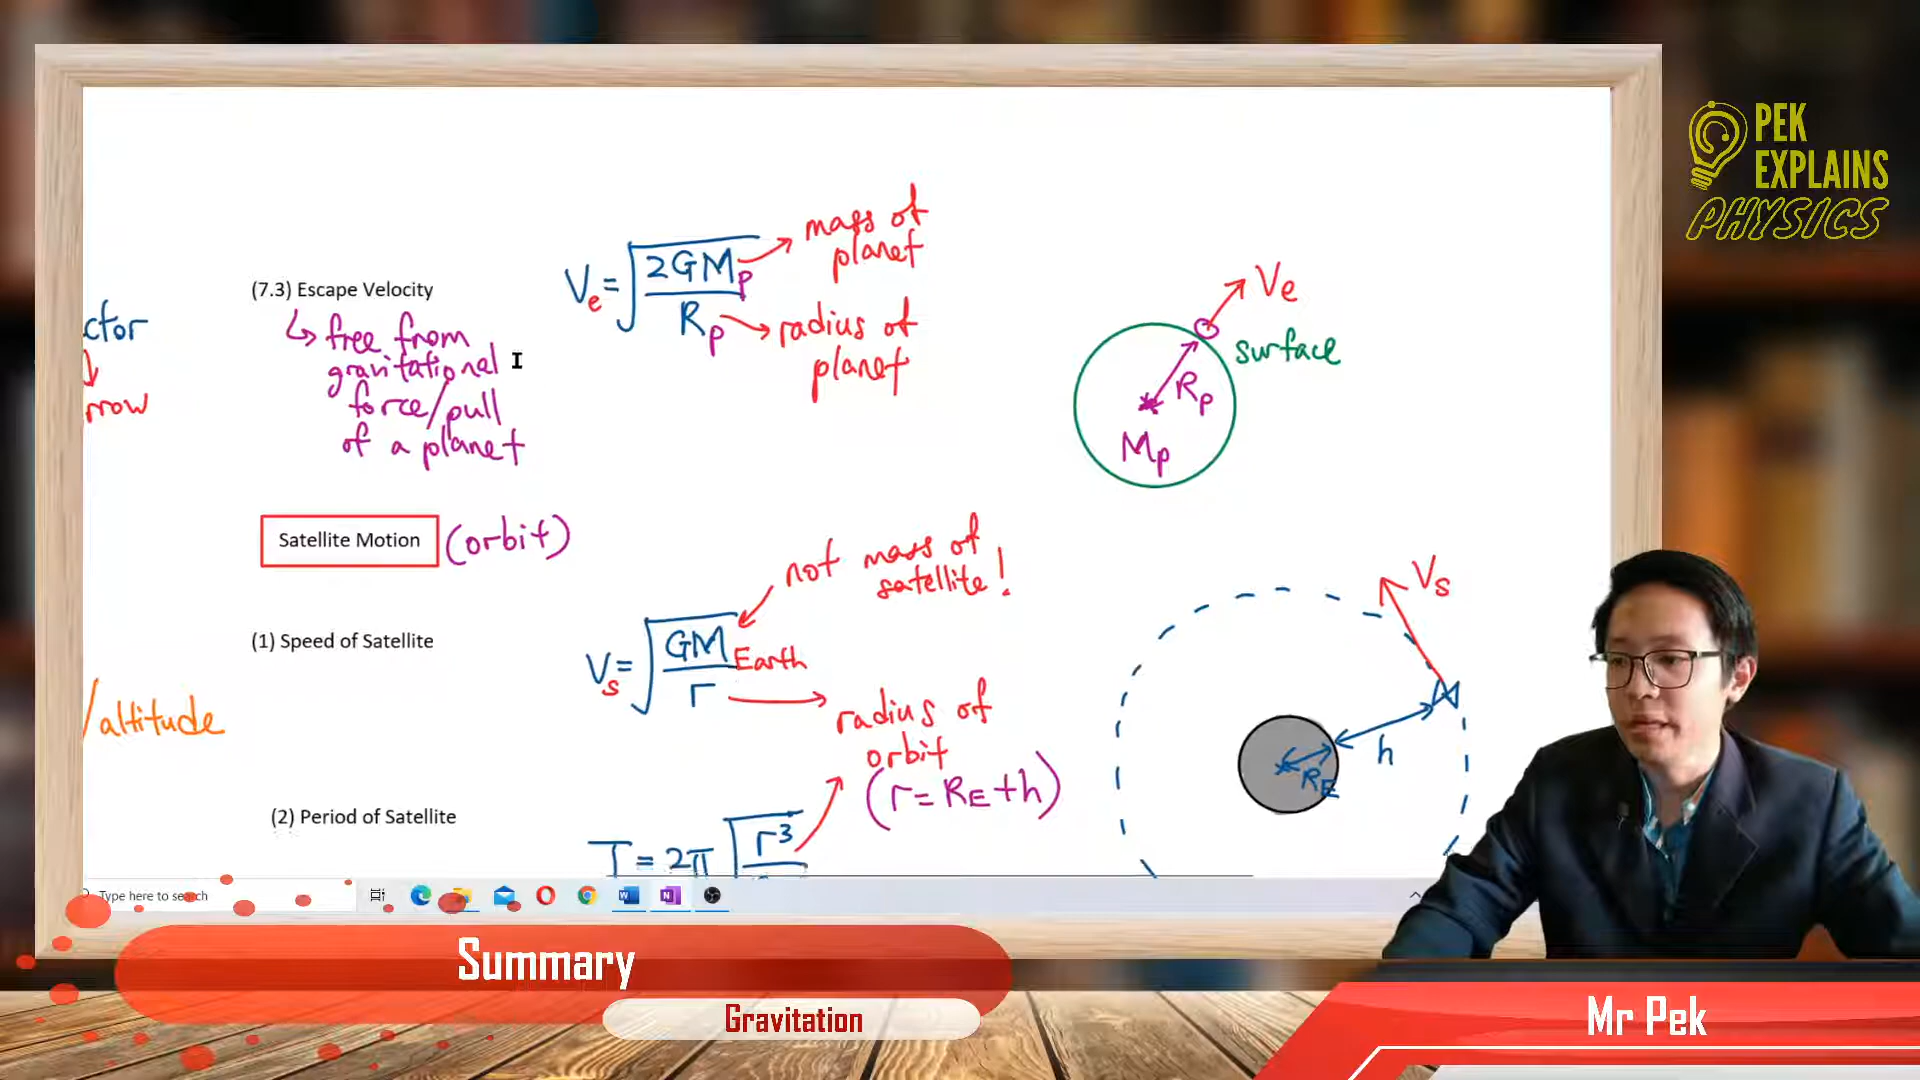 PEK
EXPLAINS
PHYSICS
mass of
planet
Ve = √2GMp
Rp
radius of
planet
(7.3) Escape Velocity
free from
gravitational
force/pull
of a planet
ctor
rrow
Ve
surface
Rp
Mp
Satellite Motion
(orbit)
not mass of
satellite!
(1) Speed of Satellite
Vs = √GM Earth
r
radius of
orbit
(r = RE + h)
/altitude
Vs
h
RE
(2) Period of Satellite
T = 2π √r³
Type here to search
Summary
Gravitation
Mr Pek